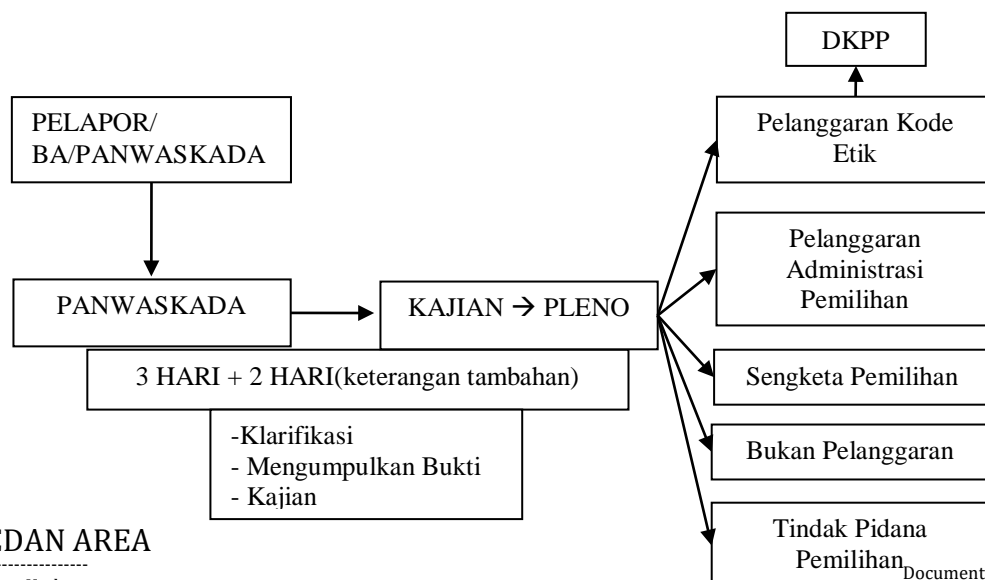 DKPP
PELAPOR/
BA/PANWASKADA
Pelanggaran Kode
Etik
Pelanggaran
Administrasi
Pemilihan
PANWASKADA
KAJIAN → PLENO
3 HARI + 2 HARI(keterangan tambahan)
Sengketa Pemilihan
-Klarifikasi
- Mengumpulkan Bukti
- Kajian
Bukan Pelanggaran
Tindak Pidana
Pemilihan
EDAN AREA
----------------
Document